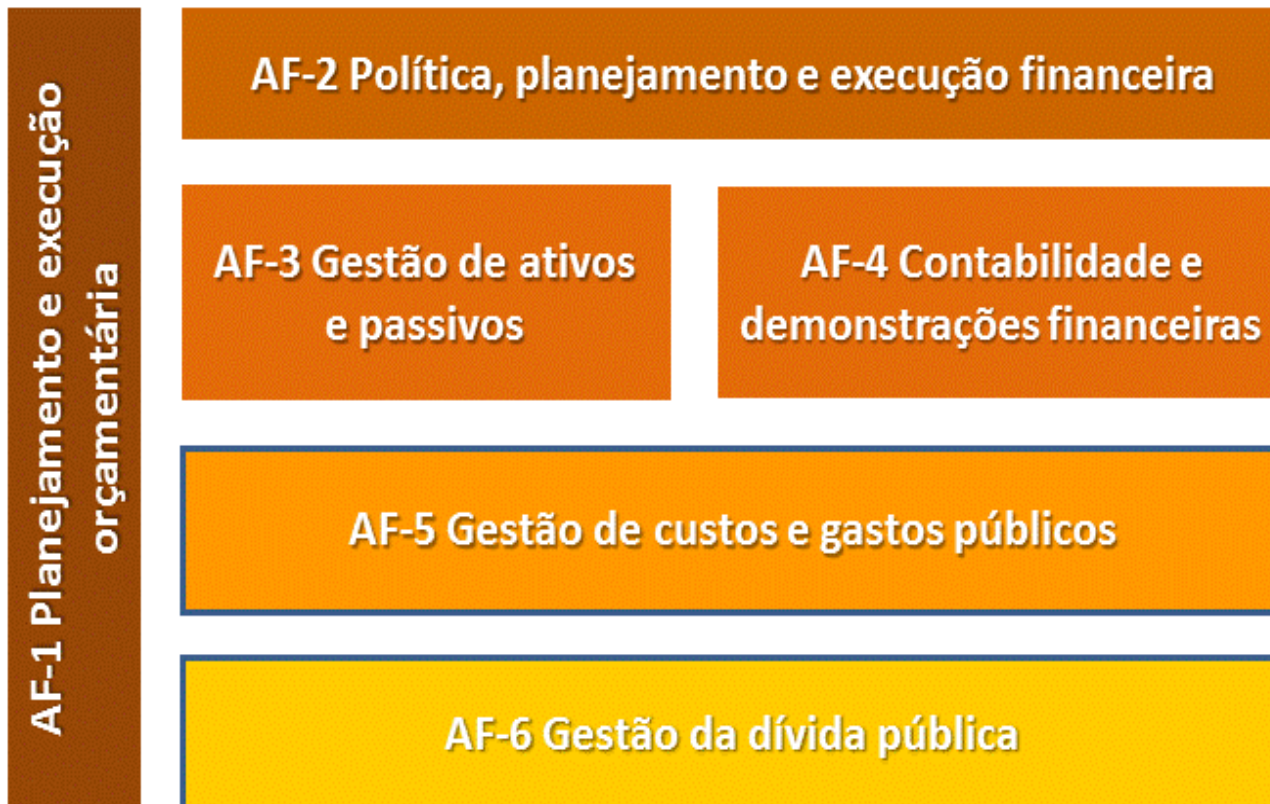 AF-1 Planejamento e execução
orçamentária
AF-2 Política, planejamento e execução financeira
AF-3 Gestão de ativos
e passivos
AF-4 Contabilidade e
demonstrações financeiras
AF-5 Gestão de custos e gastos públicos
AF-6 Gestão da dívida pública